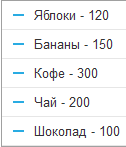 Яблоки - 120
Бананы - 150
Кофе - 300
Чай - 200
Шоколад - 100